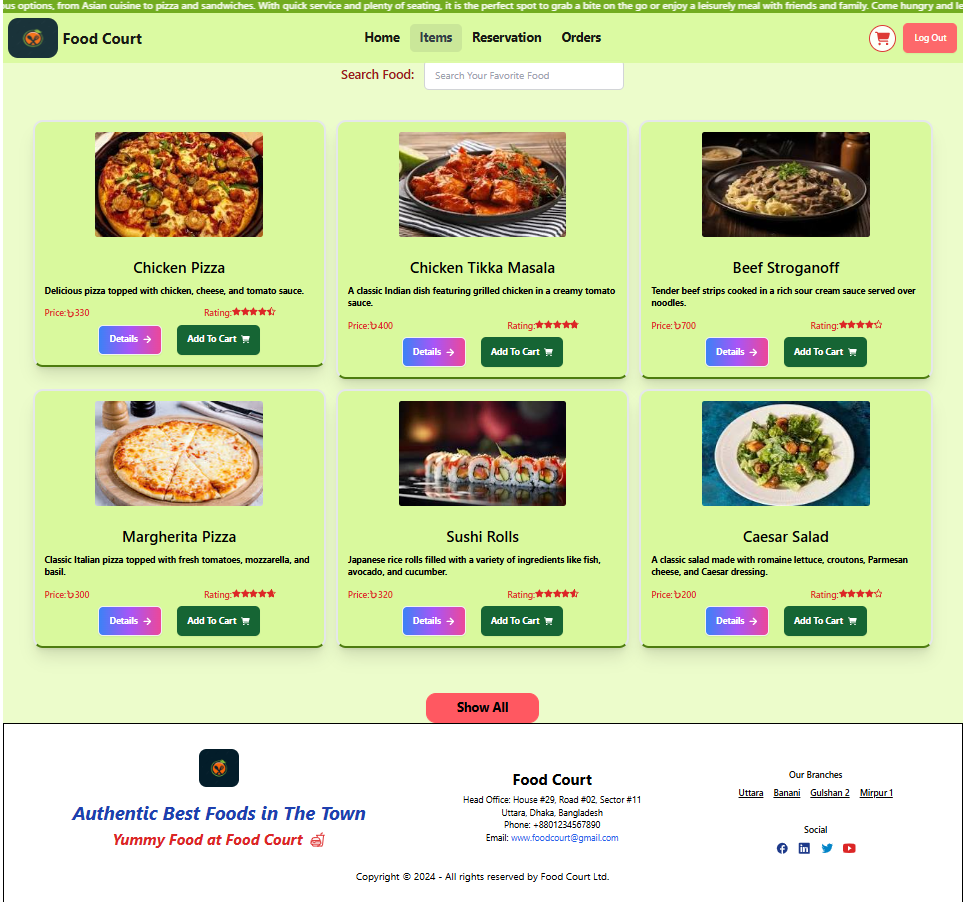 us options, from Asian cuisine to pizza and sandwiches. With quick service and plenty of seating, it is the perfect spot to grab a bite on the go or enjoy a leisurely meal with friends and family. Come hungry and le
Food Court
Home Items Reservation Orders
Log Out
Search Food: Search Your Favorite Food
Chicken Pizza
Delicious pizza topped with chicken, cheese, and tomato sauce.
Price:৳330 Rating:
Details → Add To Cart
Chicken Tikka Masala
A classic Indian dish featuring grilled chicken in a creamy tomato
sauce.
Price:৳400 Rating:
Details → Add To Cart
Beef Stroganoff
Tender beef strips cooked in a rich sour cream sauce served over
noodles.
Price:৳700 Rating:
Details → Add To Cart
Margherita Pizza
Classic Italian pizza topped with fresh tomatoes, mozzarella, and
basil.
Price:৳300 Rating:
Details → Add To Cart
Sushi Rolls
Japanese rice rolls filled with a variety of ingredients like fish,
avocado, and cucumber.
Price:৳320 Rating:
Details → Add To Cart
Caesar Salad
A classic salad made with romaine lettuce, croutons, Parmesan
cheese, and Caesar dressing.
Price:৳200 Rating:
Details → Add To Cart
Show All
Authentic Best Foods in The Town
Yummy Food at Food Court
Food Court
Head Office: House #29, Road #02, Sector #11
Uttara, Dhaka, Bangladesh
Phone: +8801234567890
Email: www.foodcourt@gmail.com
Our Branches
Uttara Banani Gulshan 2 Mirpur 1
Social
Copyright © 2024 - All rights reserved by Food Court Ltd.